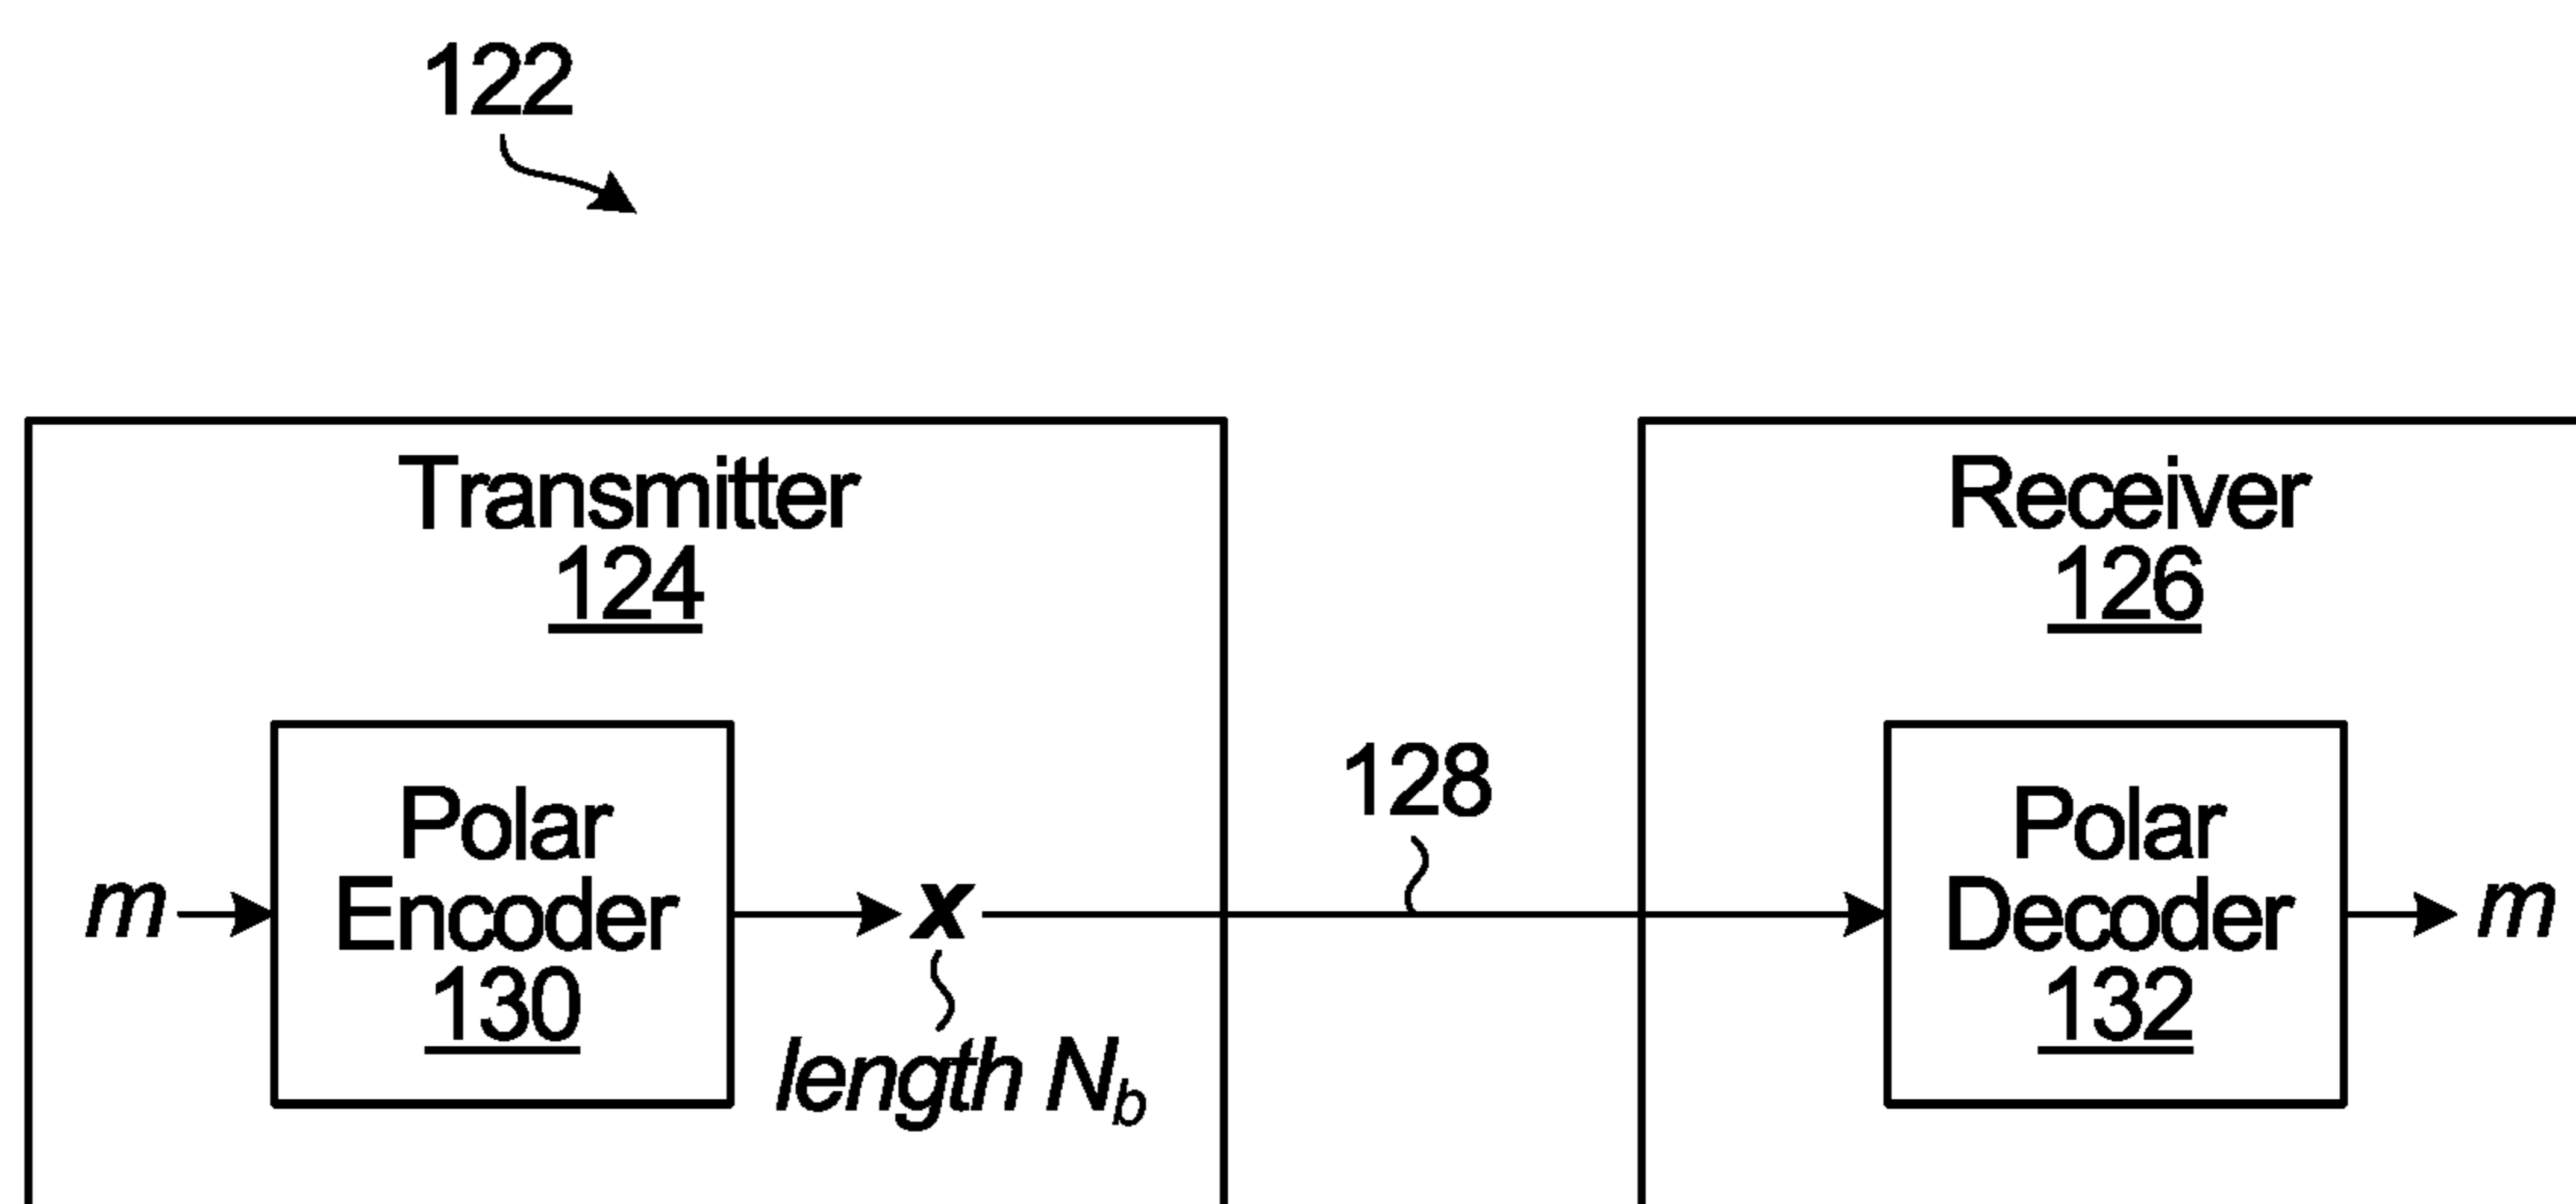 122
Transmitter
124
Receiver
126
m
Polar
Encoder
130
x
length N_b
128
Polar
Decoder
132
m